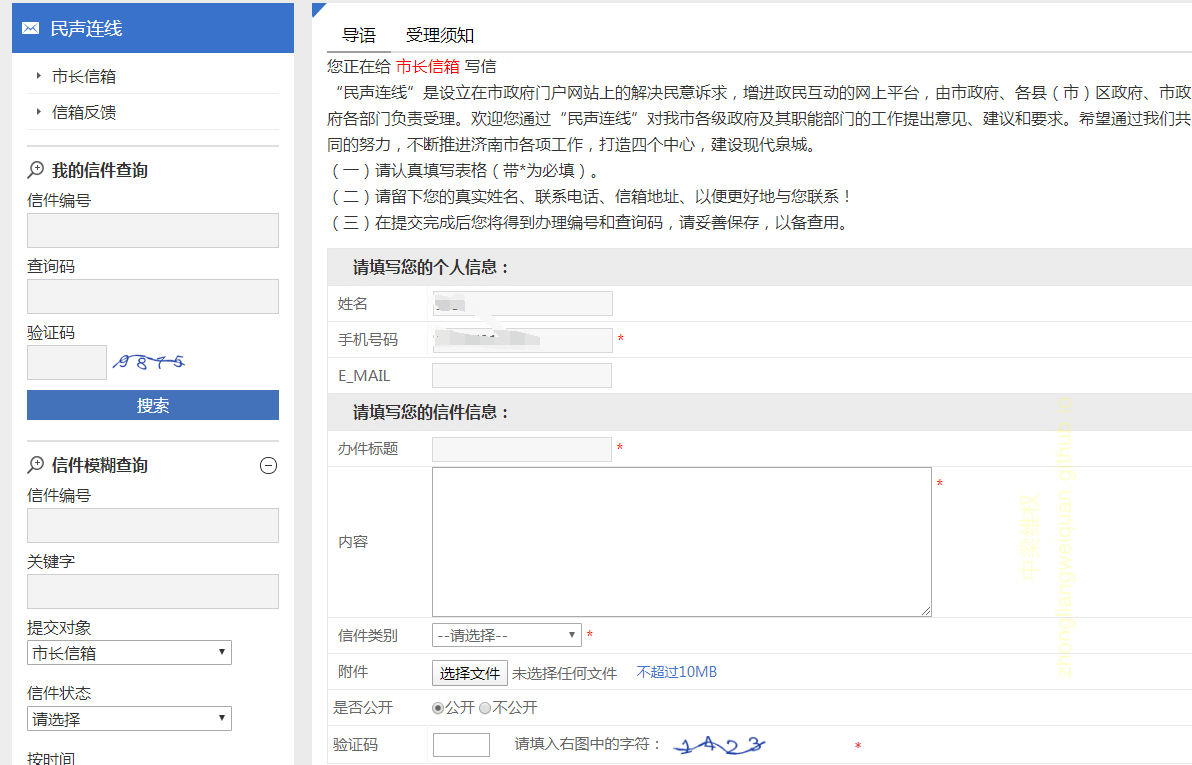 民声连线
市长信箱
信箱反馈
我的信件查询
信件编号
查询码
验证码
9875
搜索
信件模糊查询
信件编号
关键字
提交对象
市长信箱
信件状态
请选择
按时间
导语 受理须知
您正在给 市长信箱 写信
“民声连线”是设立在市政府门户网站上的解决民意诉求，增进政民互动的网上平台，由市政府、各县（市）区政府、市政
府各部门负责受理。欢迎您通过“民声连线”对我市各级政府及其职能部门的工作提出意见、建议和要求。希望通过我们共
同的努力，不断推进济南市各项工作，打造四个中心，建设现代泉城。
（一）请认真填写表格（带*为必填）。
（二）请留下您的真实姓名、联系电话、信箱地址、以便更好地与您联系！
（三）在提交完成后您将得到办理编号和查询码，请妥善保存，以备查用。
请填写您的个人信息：
姓名
手机号码 *
E_MAIL
请填写您的信件信息：
办件标题 *
内容 *
信件类别 --请选择-- *
附件 选择文件 未选择任何文件 不超过10MB
是否公开 公开 不公开
验证码 请填入右图中的字符： 1A23 *
中梁维权